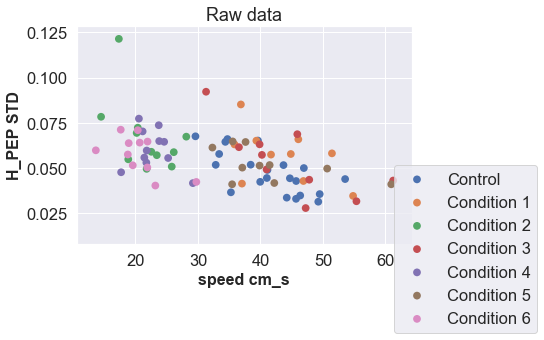 Raw data
0.125
0.100
0.075
0.050
0.025
H_PEP STD
20
30
40
50
60
speed cm_s
Control
Condition 1
Condition 2
Condition 3
Condition 4
Condition 5
Condition 6